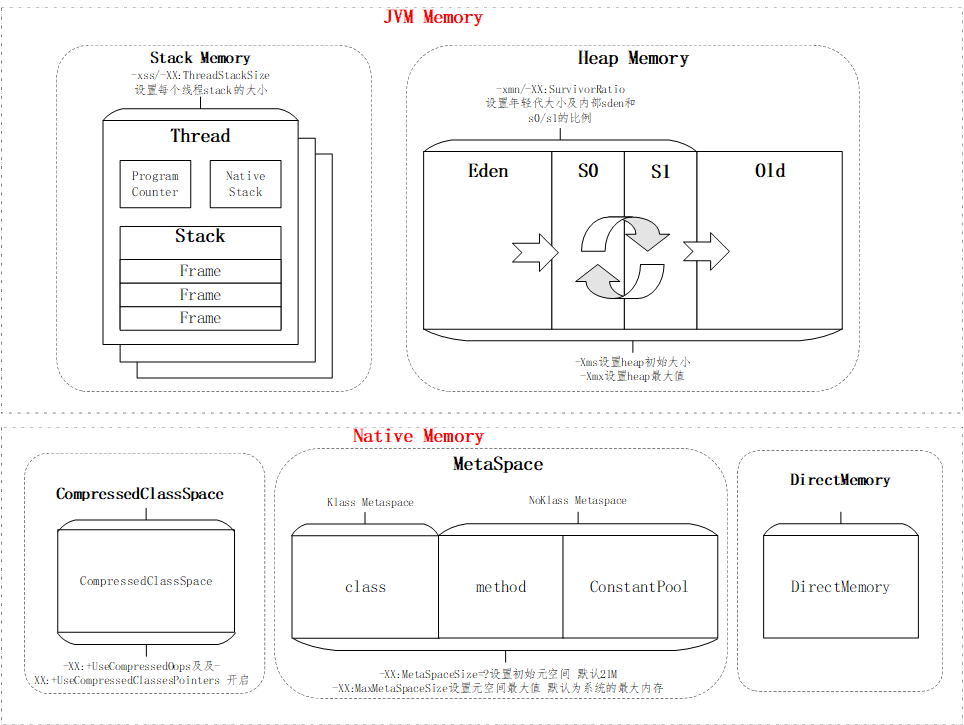 JVM Memory
Stack Memory
-xss/-XX:ThreadStackSize
设置每个线程stack的大小
Thread
Program
Counter
Native
Stack
Stack
Frame
Frame
Frame
Heap Memory
-xmn/-XX:SurvivorRatio
设置年轻代大小及内部sden和
s0/s1的比例
Eden
S0
S1
Old
-Xms设置heap初始大小
-Xmx设置heap最大值
Native Memory
CompressedClassSpace
CompressedClassSpace
-XX:+UseCompressedOops及及-
XX:+UseCompressedClassesPointers 开启
MetaSpace
Klass Metaspace
NoKlass Metaspace
class
method
ConstantPool
-XX:MetaSpaceSize=?设置初始元空间 默认21M
-XX:MaxMetaSpaceSize设置元空间最大值 默认为系统的最大内存
DirectMemory
DirectMemory